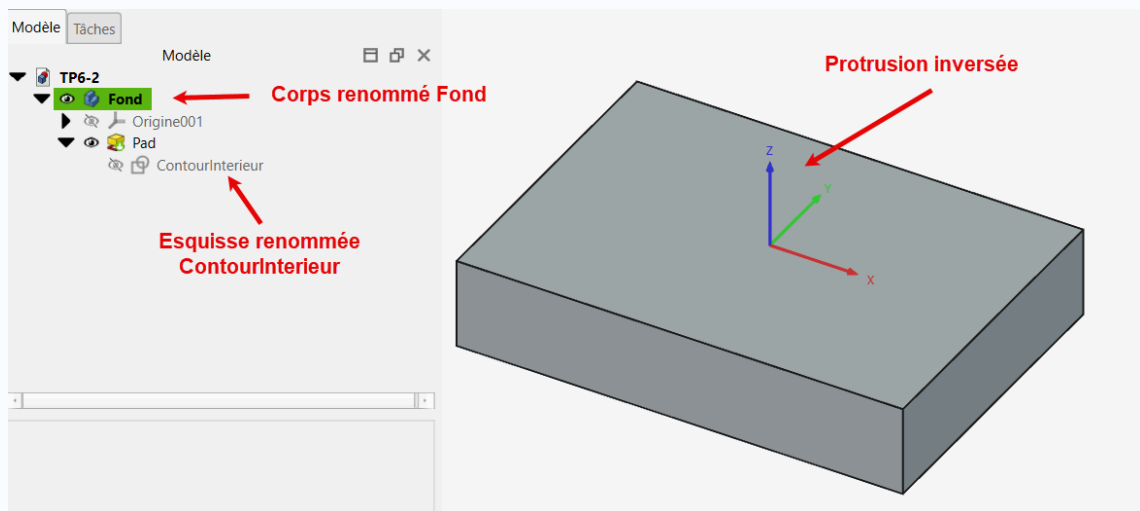 Modèle
Tâches
Modèle
TP6-2
Fond
Origine001
Pad
ContourInterieur
Corps renommé Fond
Esquisse renommée
ContourInterieur
Protrusion inversée
Z
Y
X